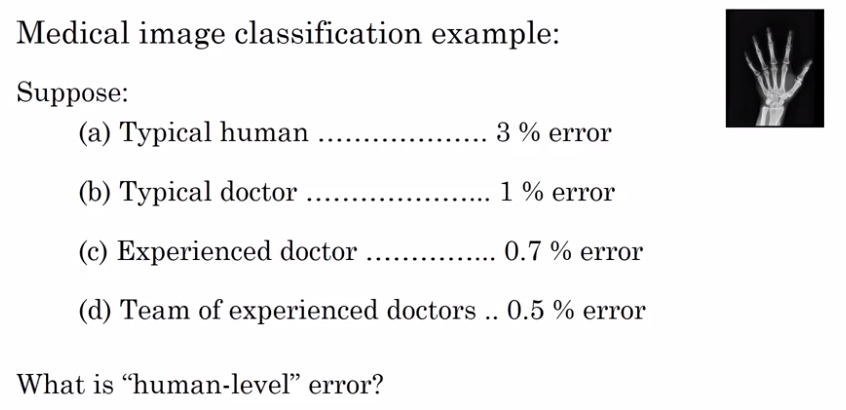 Medical image classification example:
Suppose:
(a) Typical human ................... 3 % error
(b) Typical doctor ..................... 1 % error
(c) Experienced doctor ............... 0.7 % error
(d) Team of experienced doctors .. 0.5 % error
What is “human-level” error?